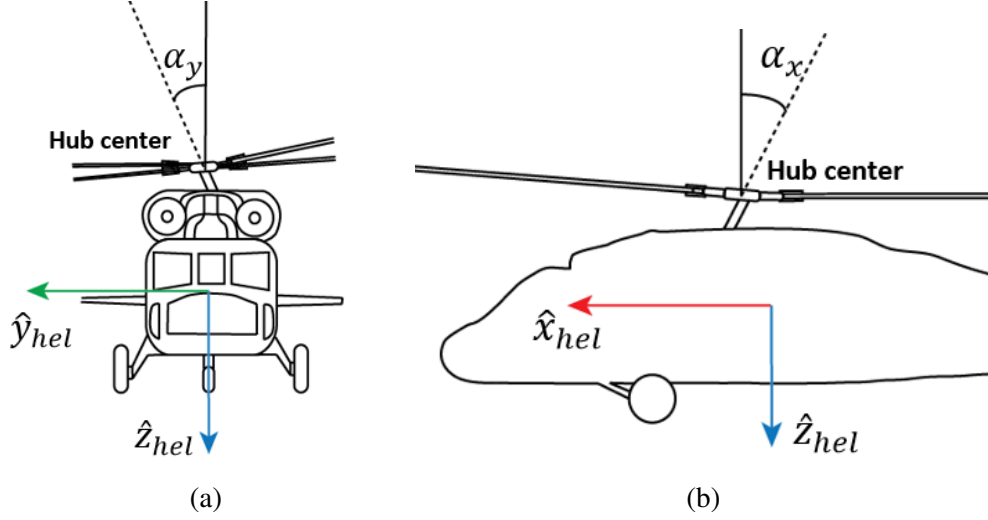 α_y
Hub center
ŷ_hel
ẑ_hel
(a)
α_x
Hub center
x̂_hel
ẑ_hel
(b)